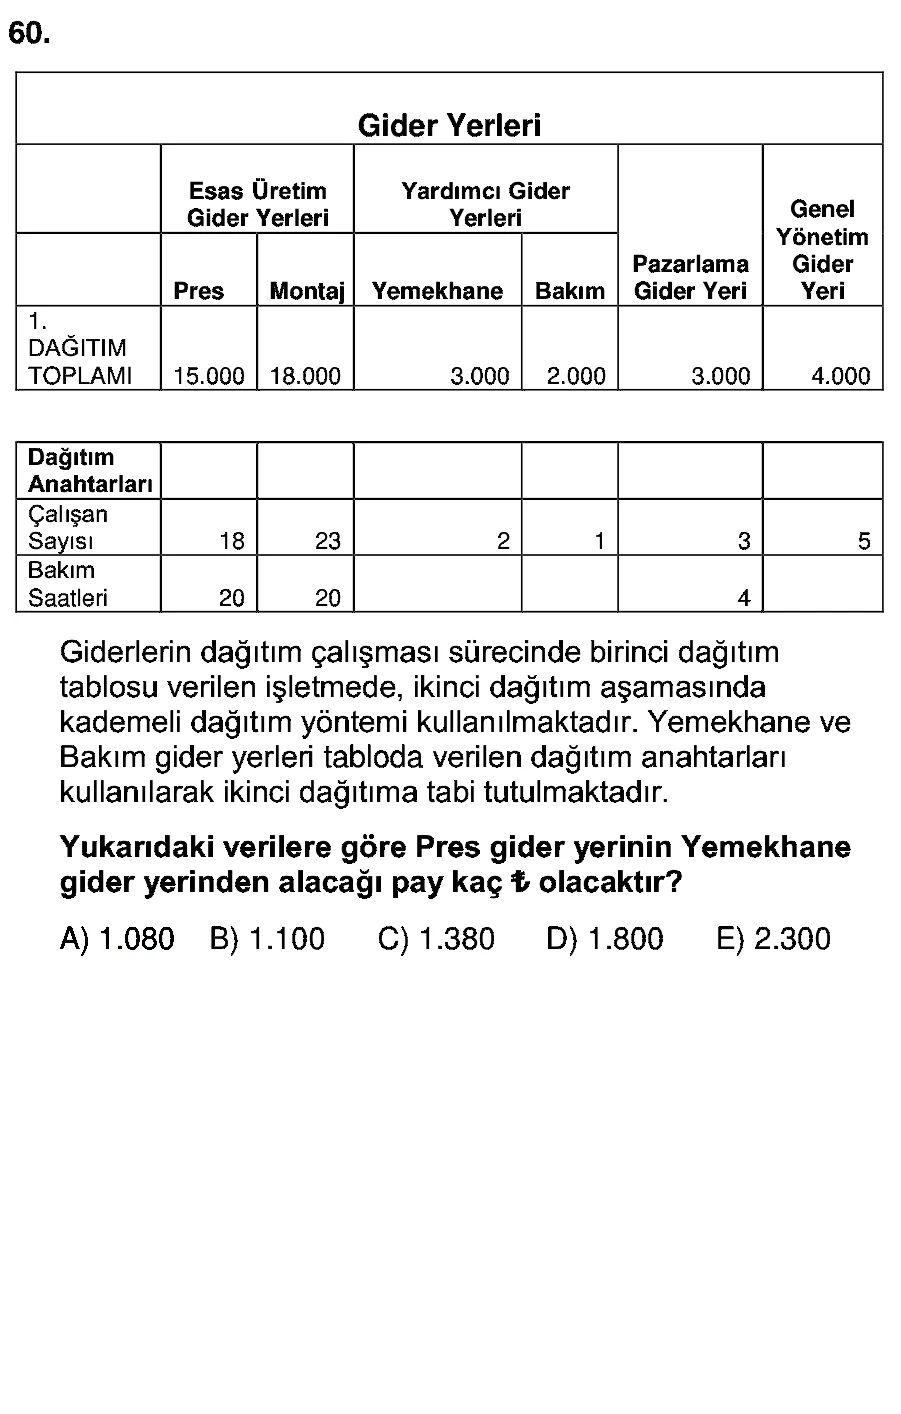 60.
Gider Yerleri
Esas Üretim
Gider Yerleri
Yardımcı Gider
Yerleri
Pazarlama
Gider Yeri
Genel
Yönetim
Gider
Yeri
Pres Montaj Yemekhane Bakım
1.
DAĞITIM
TOPLAMI 15.000 18.000 3.000 2.000 3.000 4.000
Dağıtım
Anahtarları
Çalışan
Sayısı 18 23 2 1 3 5
Bakım
Saatleri 20 20 4
Giderlerin dağıtım çalışması sürecinde birinci dağıtım
tablosu verilen işletmede, ikinci dağıtım aşamasında
kademeli dağıtım yöntemi kullanılmaktadır. Yemekhane ve
Bakım gider yerleri tabloda verilen dağıtım anahtarları
kullanılarak ikinci dağıtıma tabi tutulmaktadır.
Yukarıdaki verilere göre Pres gider yerinin Yemekhane
gider yerinden alacağı pay kaç ₺ olacaktır?
A) 1.080 B) 1.100 C) 1.380 D) 1.800 E) 2.300